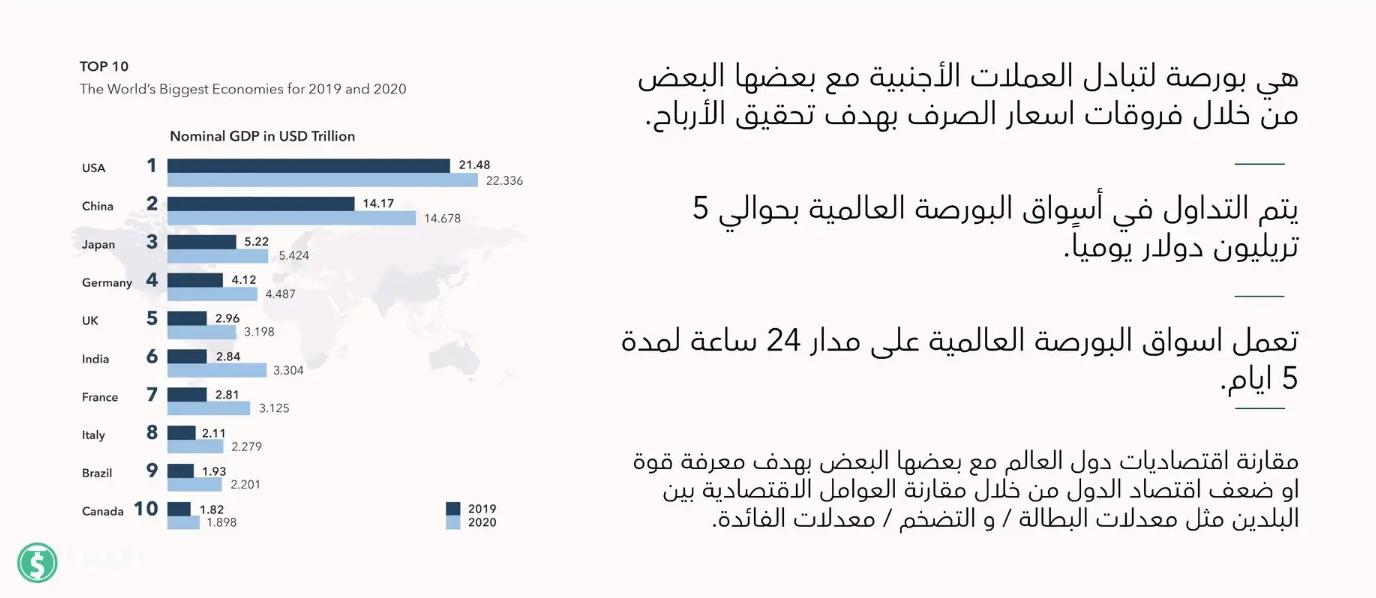 TOP 10
The World's Biggest Economies for 2019 and 2020
Nominal GDP in USD Trillion
USA 1 21.48
22.336
China 2 14.17
14.678
Japan 3 5.22
5.424
Germany 4 4.12
4.487
UK 5 2.96
3.198
India 6 2.84
3.304
France 7 2.81
3.125
Italy 8 2.11
2.279
Brazil 9 1.93
2.201
Canada 10 1.82
1.898
2019
2020
هي بورصة لتبادل العملات الأجنبية مع بعضها البعض
من خلال فروقات اسعار الصرف بهدف تحقيق الأرباح.
يتم التداول في أسواق البورصة العالمية بحوالي 5
تريليون دولار يومياً.
تعمل اسواق البورصة العالمية على مدار 24 ساعة لمدة
5 ايام.
مقارنة اقتصاديات دول العالم مع بعضها البعض بهدف معرفة قوة
او ضعف اقتصاد الدول من خلال مقارنة العوامل الاقتصادية بين
البلدين مثل معدلات البطالة / و التضخم / معدلات الفائدة.
$